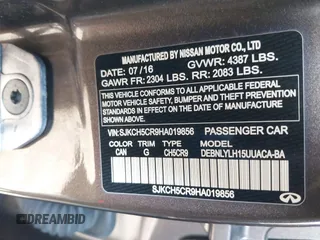 MANUFACTURED BY NISSAN MOTOR CO., LTD
DATE: 07/16 GVWR: 4387 LBS.
GAWR FR: 2304 LBS. RR: 2083 LBS.
THIS VEHICLE CONFORMS TO ALL APPLICABLE
FEDERAL MOTOR VEHICLE SAFETY, BUMPER, AND
THEFT PREVENTION STANDARDS IN EFFECT ON THE
DATE OF MANUFACTURE SHOWN ABOVE.
VIN: SJKCH5CR9HA019856 PASSENGER CAR
COLOR TRIM MODEL
CAN G CH5CR9 DEBNLYLH15UUACA-BA
SJKCH5CR9HA019856
INFINITI
DREAMBID